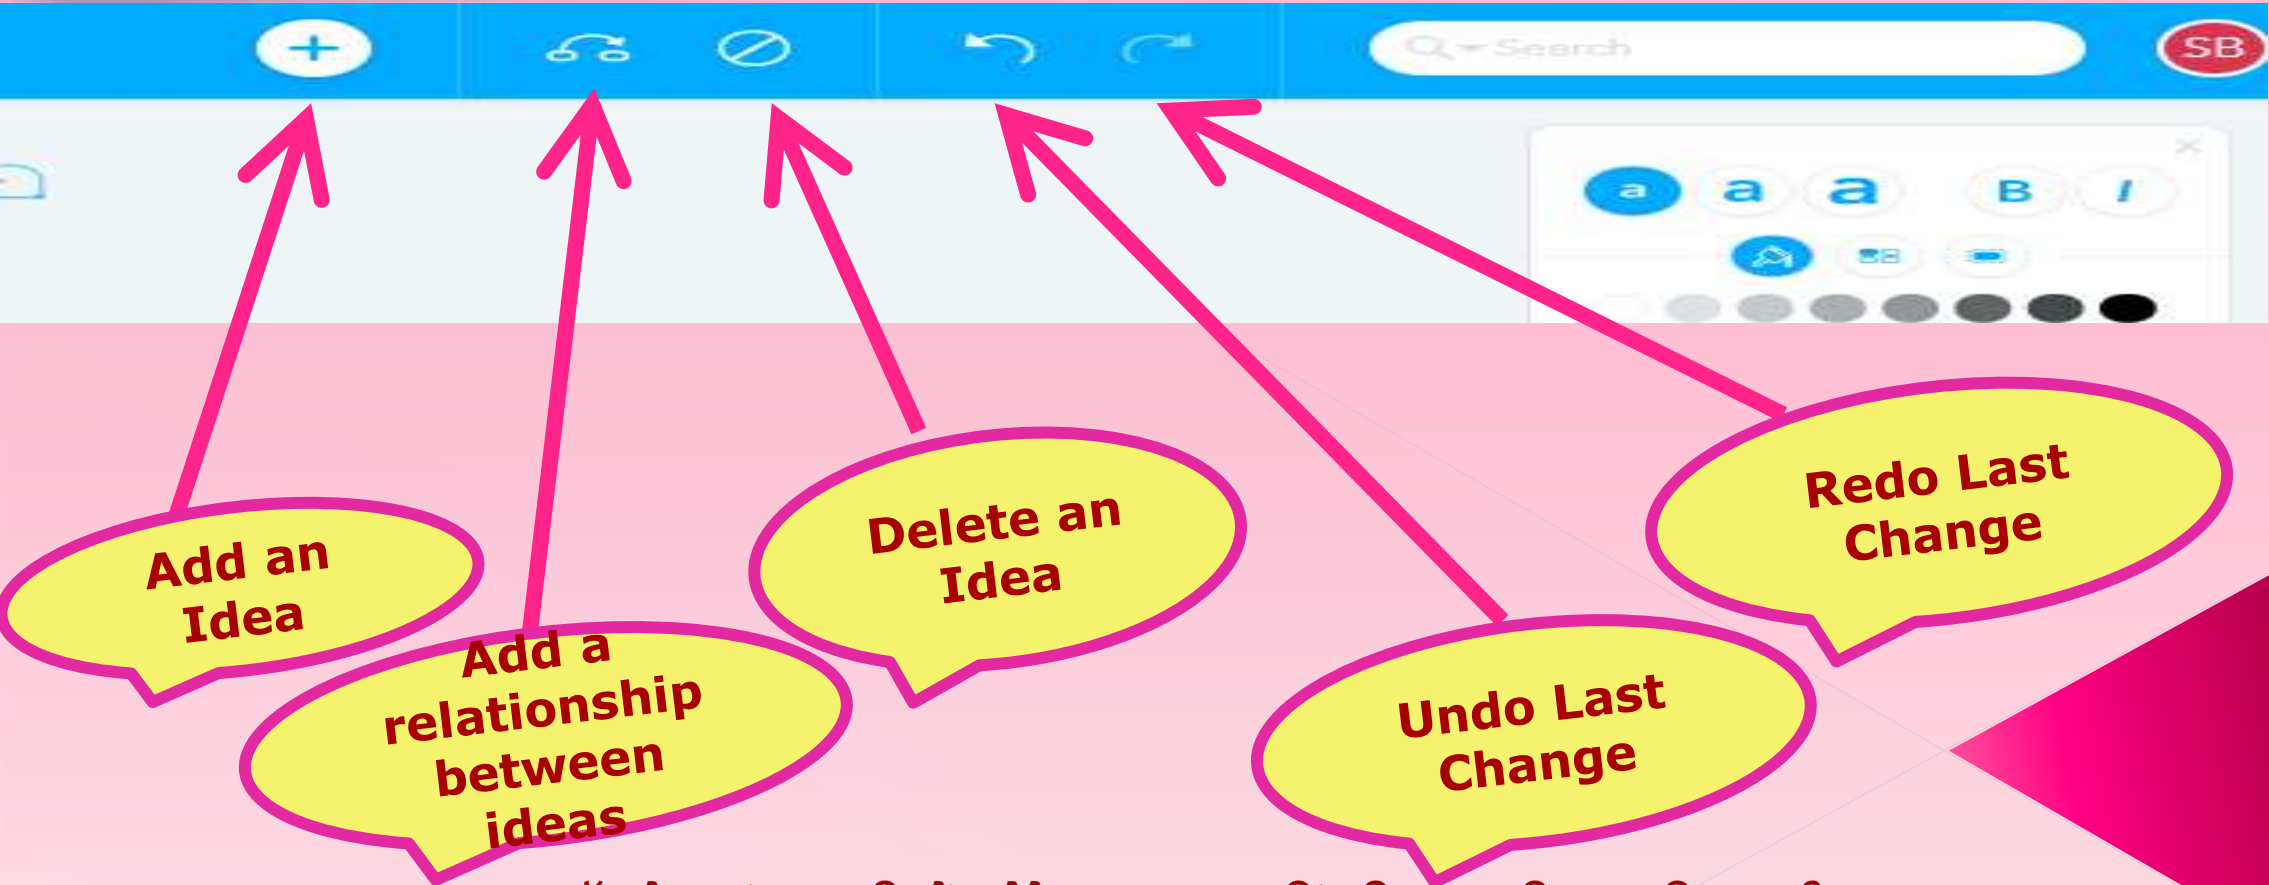 Search
SB
a a a B I
Add an
Idea
Add a
relationship
between
ideas
Delete an
Idea
Undo Last
Change
Redo Last
Change